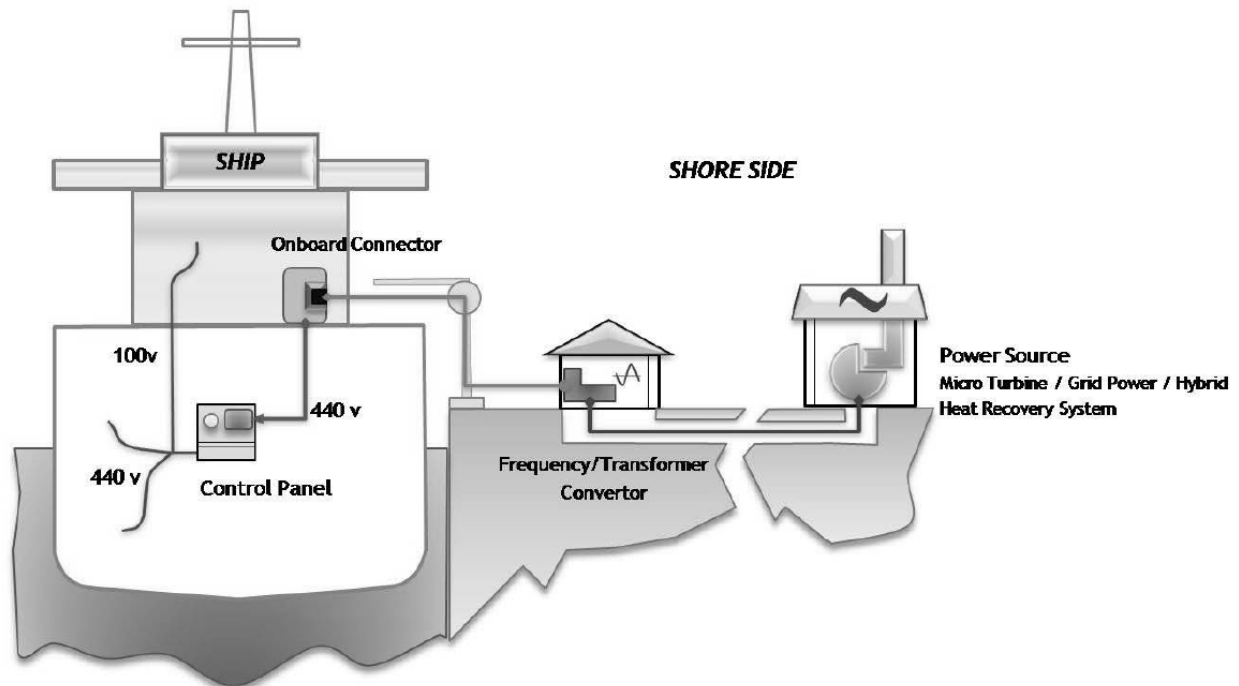 SHIP
SHORE SIDE
Onboard Connector
100v
440 v
440 v
Control Panel
Frequency/Transformer
Convertor
Power Source
Micro Turbine / Grid Power / Hybrid
Heat Recovery System